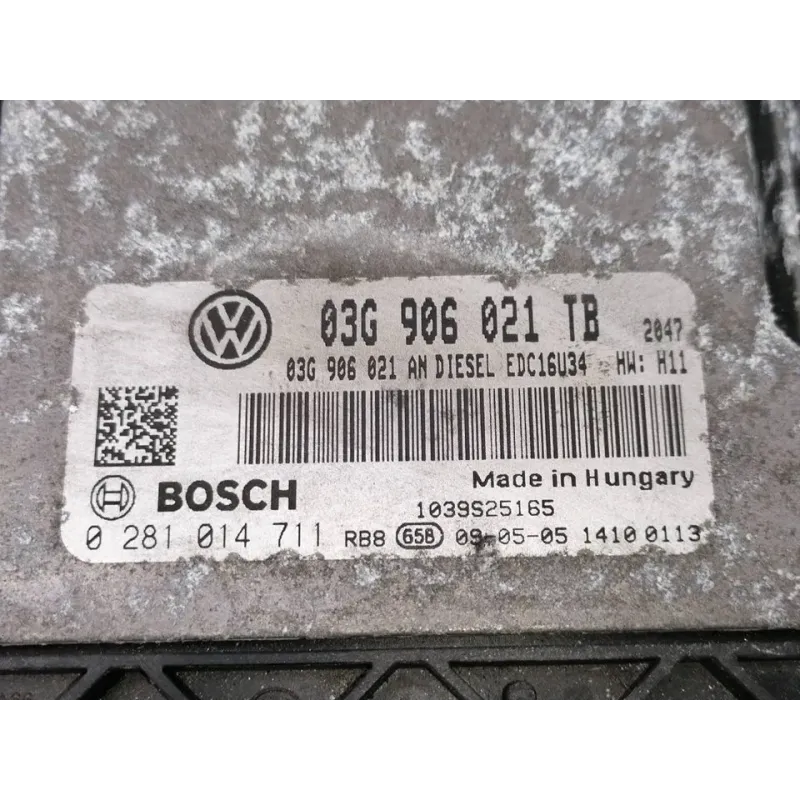 03G 906 021 TB 2047
03G 906 021 AN DIESEL EDC16U34 HW: H11
Made in Hungary
BOSCH 1039S25165
0 281 014 711 RB8 G5B 09-05-05 1410 0113